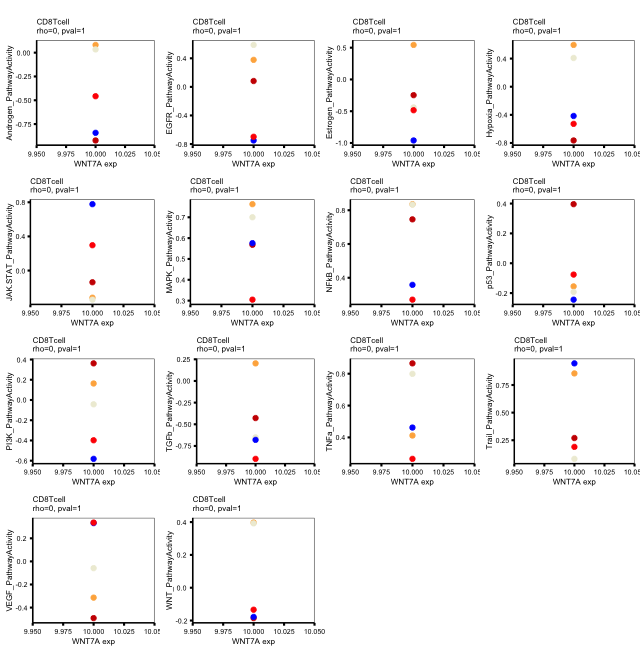 CD8Tcell
rho=0, pval=1
Androgen_PathwayActivity
0.00
-0.25
-0.50
-0.75
9.950 9.975 10.000 10.025 10.05
WNT7A exp
CD8Tcell
rho=0, pval=1
EGFR_PathwayActivity
0.4
0.0
-0.4
-0.8
9.950 9.975 10.000 10.025 10.05
WNT7A exp
CD8Tcell
rho=0, pval=1
Estrogen_PathwayActivity
0.5
0.0
-0.5
-1.0
9.950 9.975 10.000 10.025 10.05
WNT7A exp
CD8Tcell
rho=0, pval=1
Hypoxia_PathwayActivity
0.4
0.0
-0.4
-0.8
9.950 9.975 10.000 10.025 10.05
WNT7A exp
CD8Tcell
rho=0, pval=1
JAK.STAT_PathwayActivity
0.8
0.4
0.0
9.950 9.975 10.000 10.025 10.05
WNT7A exp
CD8Tcell
rho=0, pval=1
MAPK_PathwayActivity
0.7
0.6
0.5
0.4
0.3
9.950 9.975 10.000 10.025 10.05
WNT7A exp
CD8Tcell
rho=0, pval=1
NFkB_PathwayActivity
0.8
0.6
0.4
9.950 9.975 10.000 10.025 10.05
WNT7A exp
CD8Tcell
rho=0, pval=1
p53_PathwayActivity
0.4
0.2
0.0
-0.2
9.950 9.975 10.000 10.025 10.05
WNT7A exp
CD8Tcell
rho=0, pval=1
PI3K_PathwayActivity
0.4
0.2
0.0
-0.2
-0.4
-0.6
9.950 9.975 10.000 10.025 10.05
WNT7A exp
CD8Tcell
rho=0, pval=1
TGFb_PathwayActivity
0.25
0.00
-0.25
-0.50
-0.75
9.950 9.975 10.000 10.025 10.05
WNT7A exp
CD8Tcell
rho=0, pval=1
TNFa_PathwayActivity
0.8
0.6
0.4
9.950 9.975 10.000 10.025 10.05
WNT7A exp
CD8Tcell
rho=0, pval=1
Trail_PathwayActivity
0.75
0.50
0.25
9.950 9.975 10.000 10.025 10.05
WNT7A exp
CD8Tcell
rho=0, pval=1
VEGF_PathwayActivity
0.2
0.0
-0.2
-0.4
9.950 9.975 10.000 10.025 10.05
WNT7A exp
CD8Tcell
rho=0, pval=1
WNT_PathwayActivity
0.4
0.2
0.0
-0.2
9.950 9.975 10.000 10.025 10.050
WNT7A exp